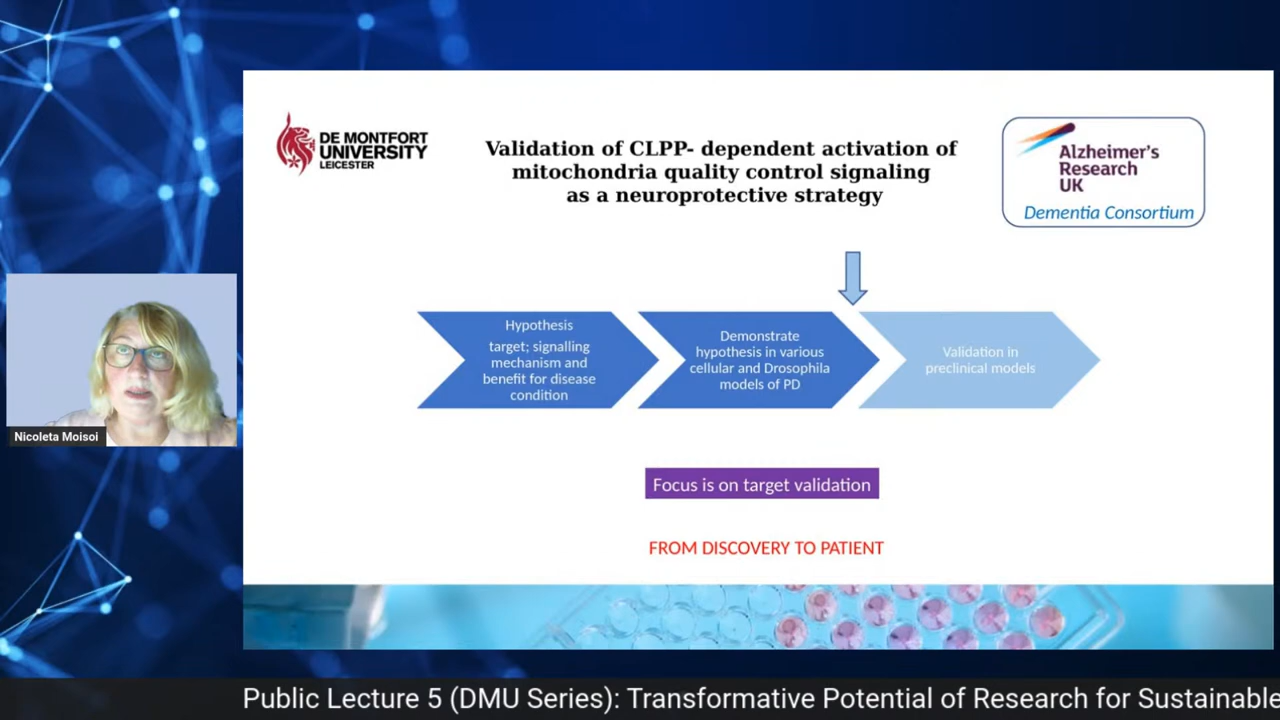 DE MONTFORT
UNIVERSITY
LEICESTER
Validation of CLPP- dependent activation of
mitochondria quality control signaling
as a neuroprotective strategy
Alzheimer's
Research
UK
Dementia Consortium
Hypothesis
target; signalling
mechanism and
benefit for disease
condition
Demonstrate
hypothesis in various
cellular and Drosophila
models of PD
Validation in
preclinical models
Nicoleta Moisoi
Focus is on target validation
FROM DISCOVERY TO PATIENT
Public Lecture 5 (DMU Series): Transformative Potential of Research for Sustainable